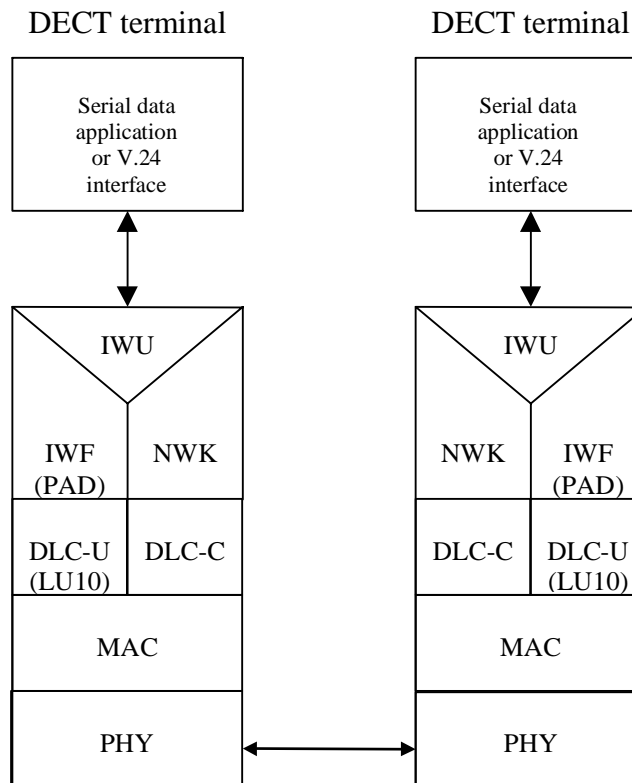 DECT terminal
Serial data
application
or V.24
interface
IWU
IWF
(PAD)
NWK
DLC-U
(LU10)
DLC-C
MAC
PHY
DECT terminal
Serial data
application
or V.24
interface
IWU
NWK
IWF
(PAD)
DLC-C
DLC-U
(LU10)
MAC
PHY